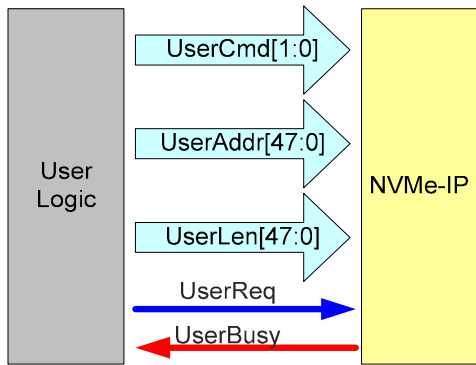 UserCmd[1:0]
UserAddr[47:0]
User
Logic
NVMe-IP
UserLen[47:0]
UserReq
UserBusy